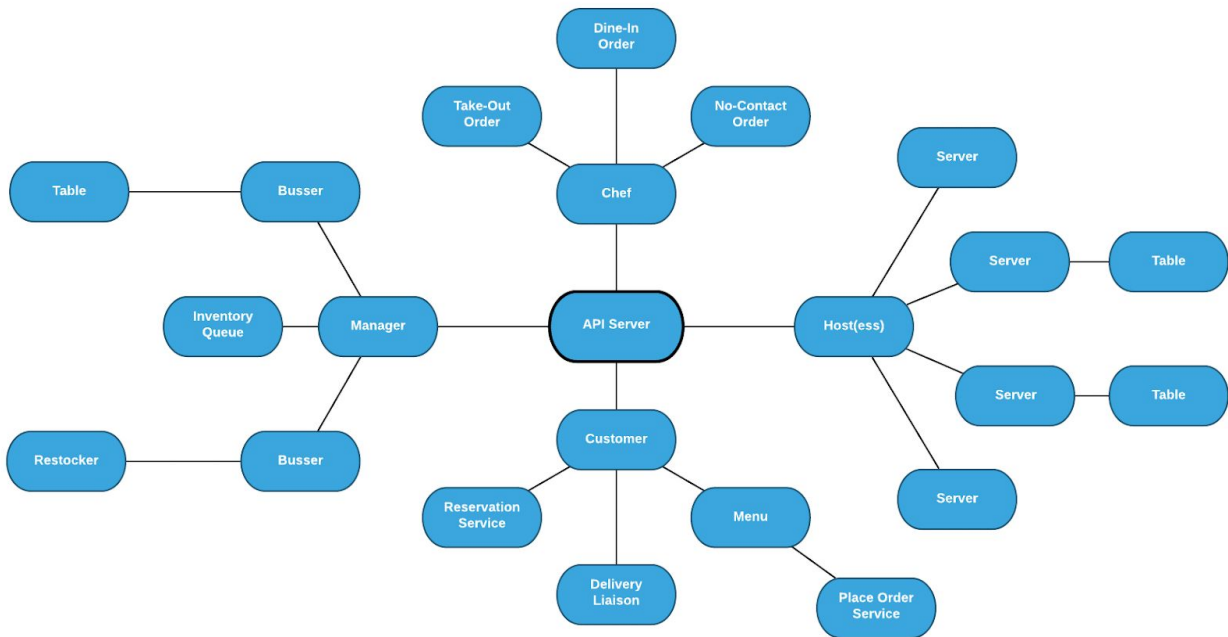 Dine-In
Order
Take-Out
Order
No-Contact
Order
Server
Table
Busser
Chef
Server
Table
Inventory
Queue
Manager
API Server
Host(ess)
Server
Table
Customer
Restocker
Busser
Reservation
Service
Menu
Server
Delivery
Liaison
Place Order
Service